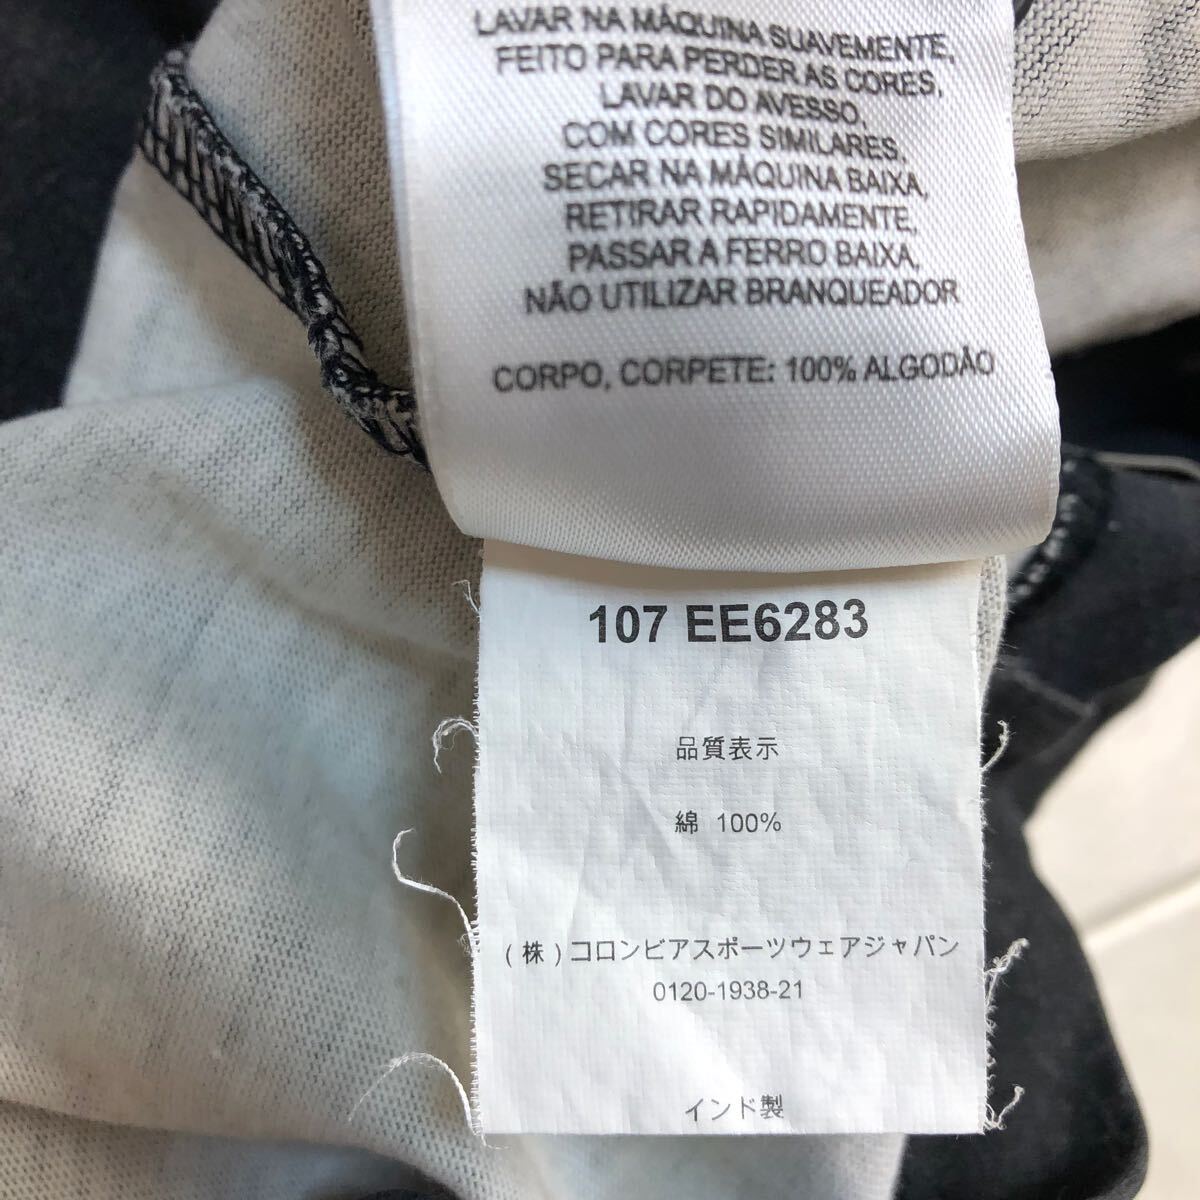 LAVAR NA MÁQUINA SUAVEMENTE,
FEITO PARA PERDER AS CORES,
LAVAR DO AVESSO,
COM CORES SIMILARES,
SECAR NA MÁQUINA BAIXA,
RETIRAR RAPIDAMENTE,
PASSAR A FERRO BAIXA,
NÃO UTILIZAR BRANQUEADOR
CORPO, CORPETE: 100% ALGODÃO
107 EE6283
品質表示
綿 100%
(株)コロンビアスポーツウェアジャパン
0120-1938-21
インド製